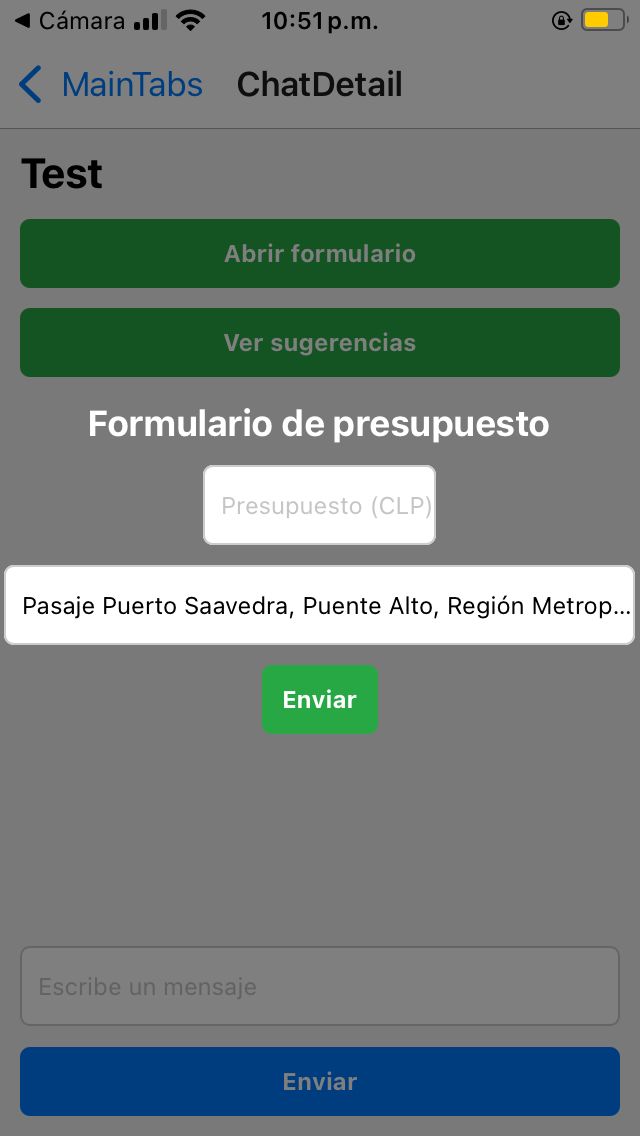 Cámara 10:51 p.m.
MainTabs ChatDetail
Test
Abrir formulario
Ver sugerencias
Formulario de presupuesto
Presupuesto (CLP)
Pasaje Puerto Saavedra, Puente Alto, Región Metrop...
Enviar
Escribe un mensaje
Enviar